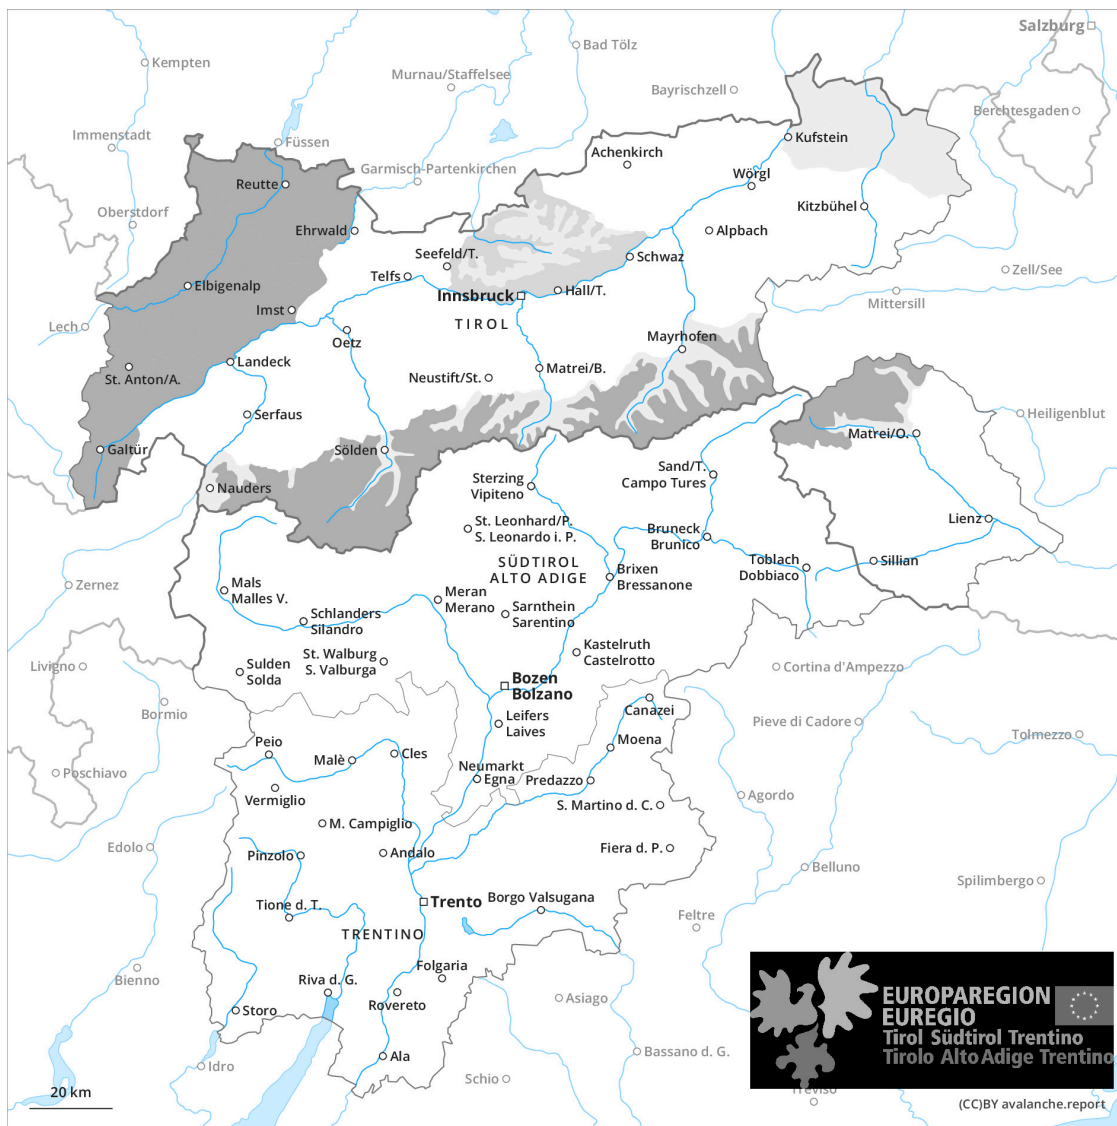 Salzburg
Bad Tölz
Kempten
Murnau/Staffelsee
Bayrischzell
Berchtesgaden
Immenstadt
Füssen
Kufstein
Achenkirch
Garmisch-Partenkirchen
Wörgl
Reutte
Kitzbühel
Oberstdorf
Ehrwald
Alpbach
Seefeld/T.
Schwaz
Zell/See
Telfs
Elbigenalp
Innsbruck
Hall/T.
Mittersill
Imst
TIROL
Lech
Oetz
Mayrhofen
Landeck
Matrei/B.
St. Anton/A.
Neustift/St.
Serfaus
Heiligenblut
Matrei/O.
Galtür
Sölden
Sand/T.
Campo Tures
Sterzing
Vipiteno
Nauders
Lienz
St. Leonhard/P.
S. Leonardo i. P.
Bruneck
Brunico
SÜDTIROL
ALTO ADIGE
Toblach
Dobbiaco
Sillian
Brixen
Bressanone
Zernez
Mals
Malles V.
Meran
Merano
Sarnthein
Sarentino
Schlanders
Silandro
Kastelruth
Castelrotto
St. Walburg
S. Valburga
Livigno
Sulden
Solda
Cortina d'Ampezzo
Bozen
Bolzano
Canazei
Bormio
Leifers
Laives
Pieve di Cadore
Tolmezzo
Moena
Peio
Cles
Malè
Neumarkt
Egna
Predazzo
Poschiavo
Vermiglio
Agordo
S. Martino d. C.
M. Campiglio
Edolo
Fiera d. P.
Pinzolo
Andalo
Belluno
Spilimbergo
Trento
Borgo Valsugana
Tione d. T.
Feltre
TRENTINO
Bienno
Folgaria
Riva d. G.
Rovereto
Asiago
Storo
EUROPAREGION
EUREGIO
Tirol Südtirol Trentino
Tirolo Alto Adige Trentino
Bassano d. G.
Ala
Idro
Schio
Treviso
20 km
(CC)BY avalanche.report